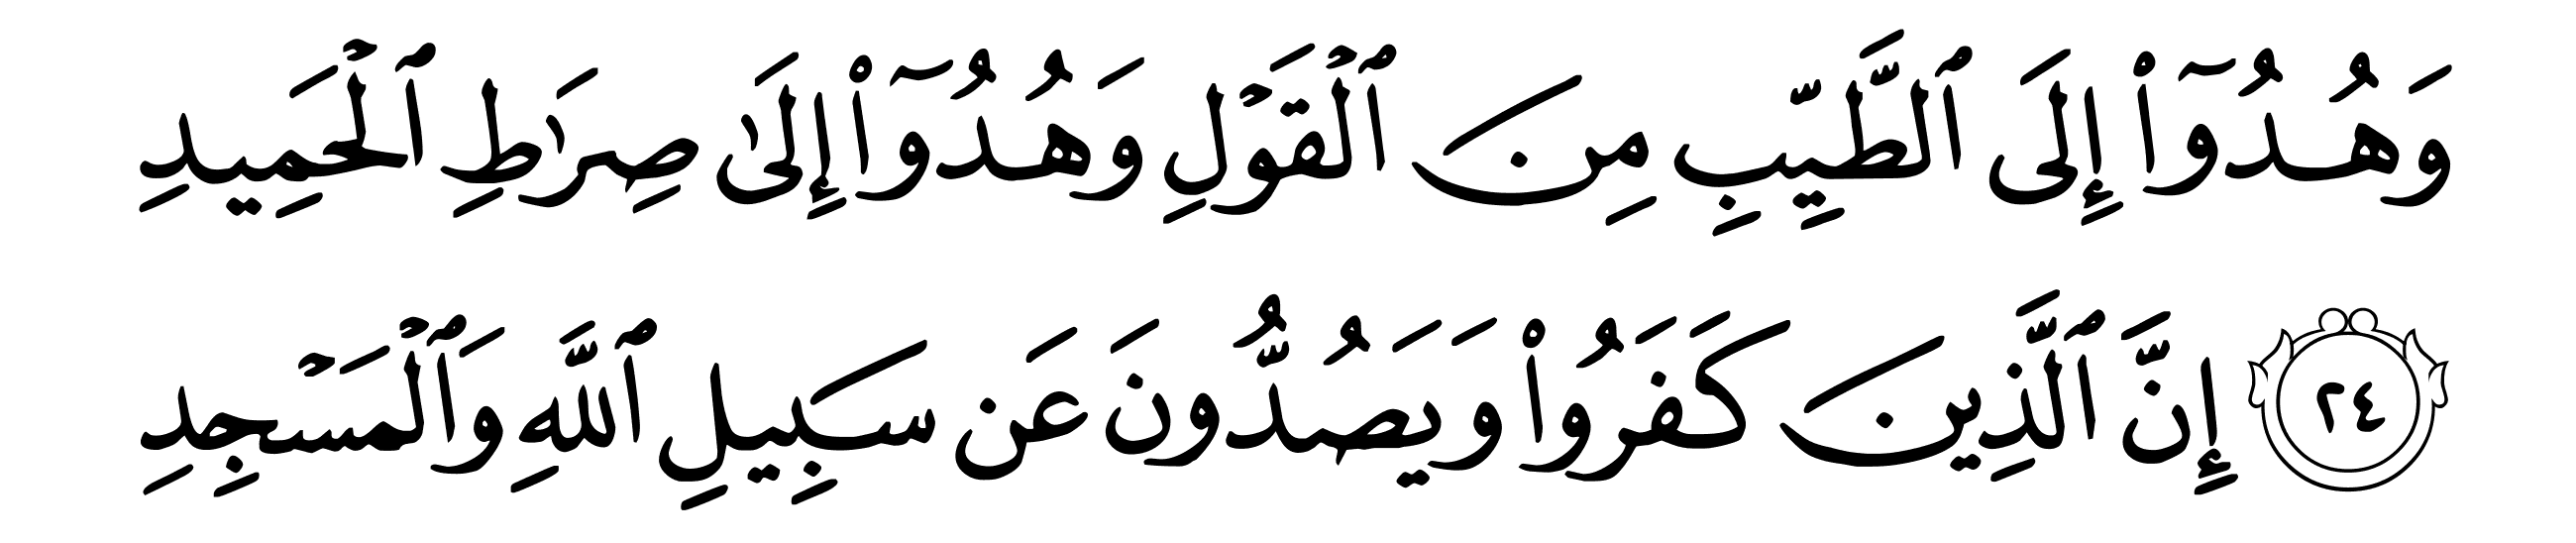 وَهُدُوٓا۟ إِلَى ٱلطَّيِّبِ مِنَ ٱلْقَوْلِ وَهُدُوٓا۟ إِلَىٰ صِرَٰطِ ٱلْحَمِيدِ
٢٤ إِنَّ ٱلَّذِينَ كَفَرُوا۟ وَيَصُدُّونَ عَن سَبِيلِ ٱللَّهِ وَٱلْمَسْجِدِ